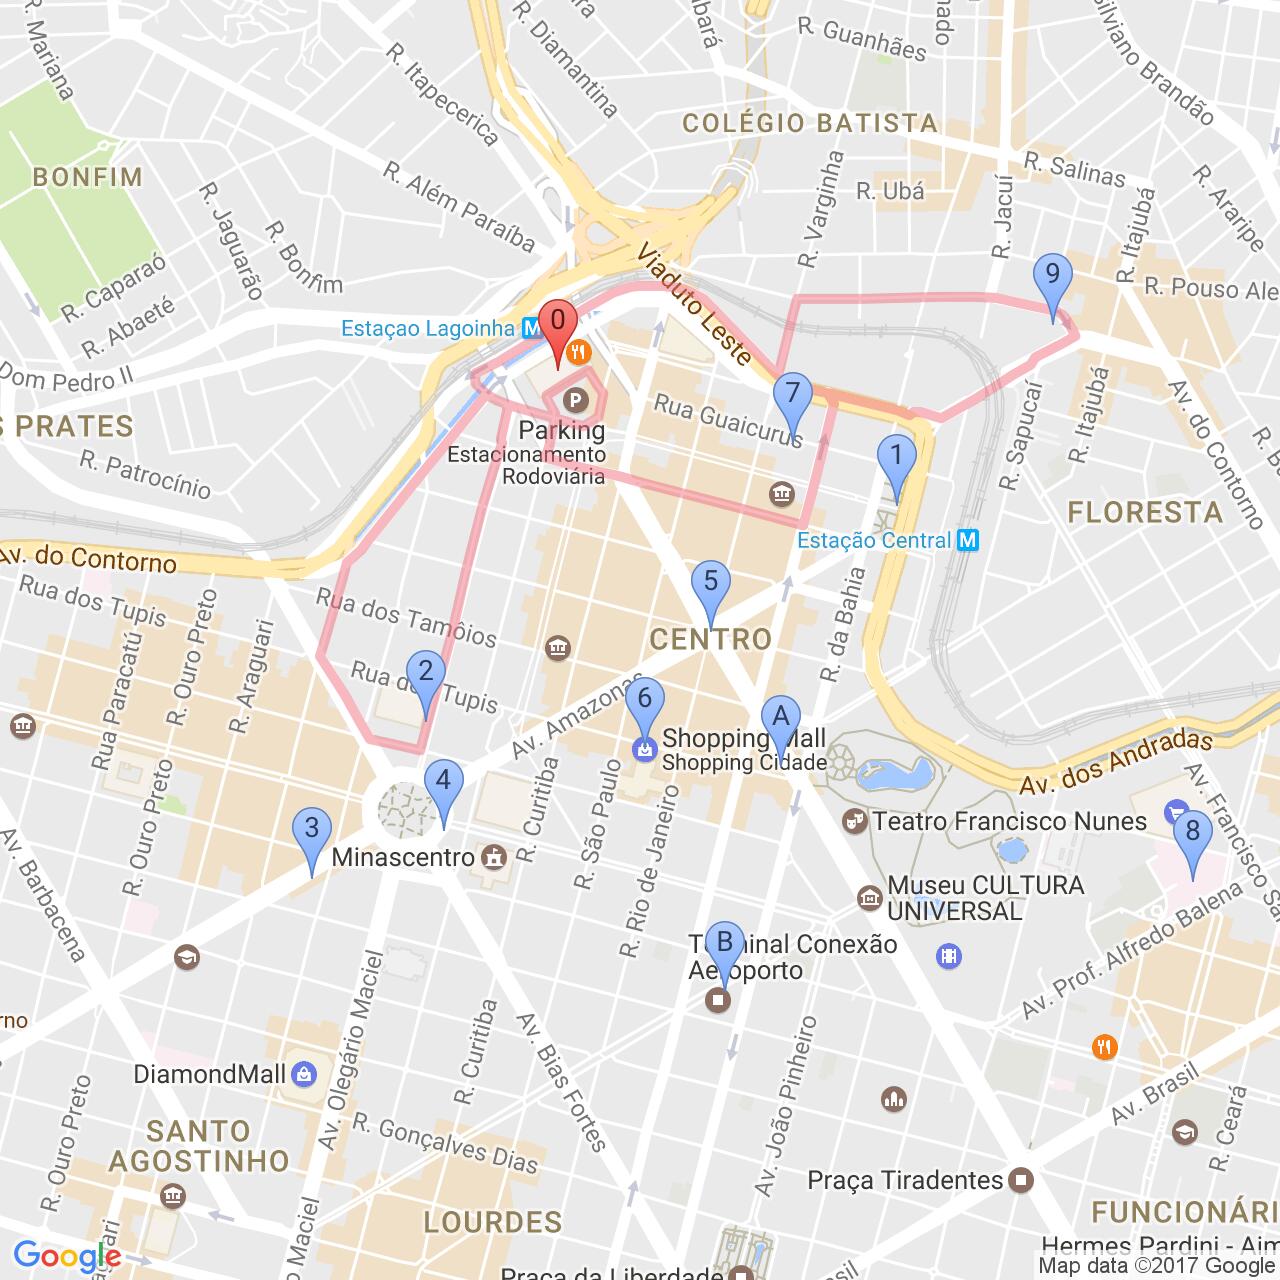 R. Mariana
R. Itapecerica
R. Diamantina
R. Guanhães
Silviano Brandão
COLÉGIO BATISTA
BONFIM
R. Além Paraíba
R. Jaguarão
R. Bonfim
R. Caparaó
R. Abaeté
R. Varginha
R. Ubá
R. Jacuí
R. Salinas
R. Itajubá
R. Araripe
R. Pouso Ale
Viaduto Leste
Estaçao Lagoinha
M
0
9
Dom Pedro II
S PRATES
R. Patrocínio
7
Rua Guaicurus
P
Parking
Estacionamento
Rodoviária
1
R. Sapucaí
R. Itajubá
Av. do Contorno
FLORESTA
Estação Central
M
Av. do Contorno
Rua dos Tupis
Rua dos Tamóios
R. Ouro Preto
R. Araguari
Rua Paracatu
5
CENTRO
R. da Bahia
2
Tupis
6
A
Av. Amazonas
Shopping Mall
Shopping Cidade
Av. dos Andradas
4
3
R. Ouro Preto
R. Curitiba
R. São Paulo
R. Rio de Janeiro
Minascentro
Teatro Francisco Nunes
8
Av. Francisco Sa
Av. Barbacena
Museu CULTURA
UNIVERSAL
Av. Prof. Alfredo Balena
B
Conexão
Aeroporto
rno
R. Curitiba
Av. Olegário Maciel
Av. Bias Fortes
Av. João Pinheiro
DiamondMall
R. Ouro Preto
R. Gonçalves Dias
Av. Brasil
R. Ceará
SANTO
AGOSTINHO
Praça Tiradentes
LOURDES
FUNCIONÁRI
Maciel
Hermes Pardini - Aim
Praça da Liberdade
Google
Map data ©2017 Google